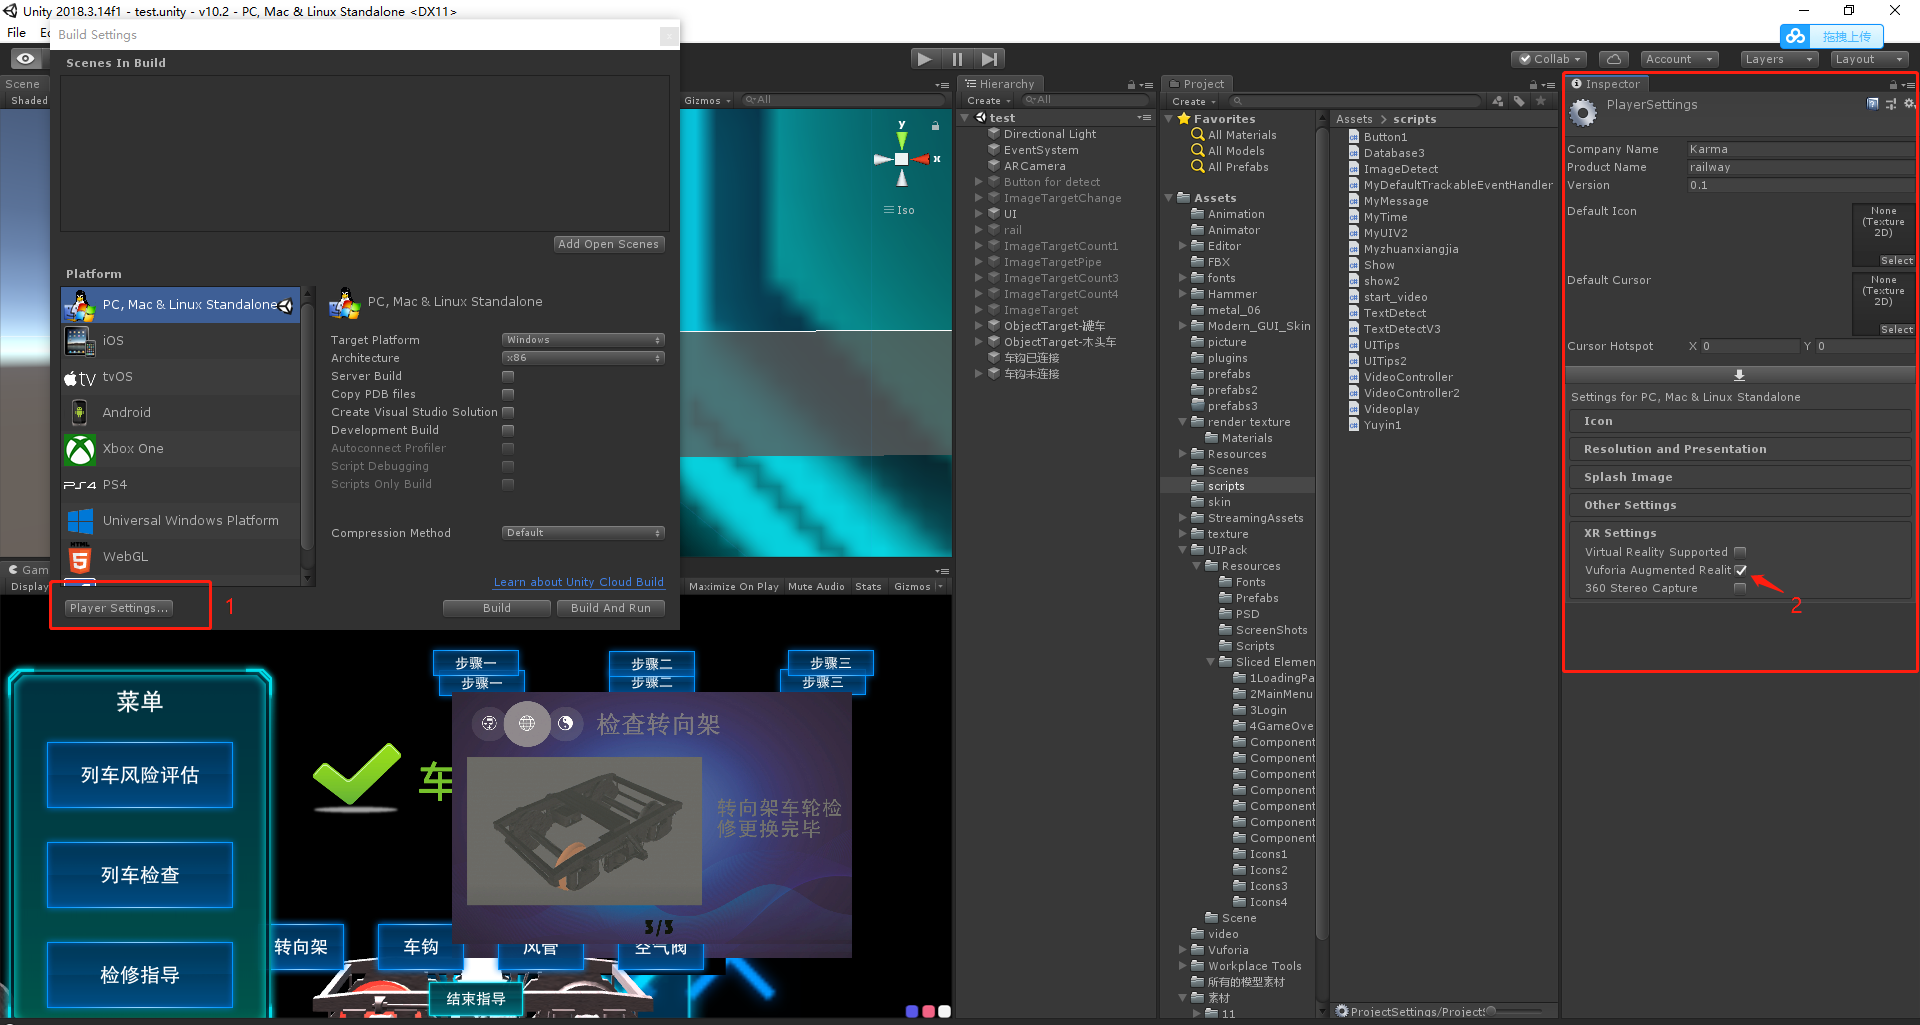 Unity 2018.3.14f1 - test.unity - v10.2 - PC, Mac & Linux Standalone <DX11>
File
Build Settings
Scenes In Build
Add Open Scenes
Platform
PC, Mac & Linux Standalone
iOS
tvOS
Android
Xbox One
PS4
Universal Windows Platform
WebGL
PC, Mac & Linux Standalone
Target Platform
Windows
Architecture
x86
Server Build
Copy PDB files
Create Visual Studio Solution
Development Build
Autoconnect Profiler
Script Debugging
Scripts Only Build
Compression Method
Default
Learn about Unity Cloud Build
Player Settings...
Build
Build And Run
1
Scene
Shaded
Gizmos
All
y
x
Iso
Gam
Display
Maximize On Play
Mute Audio
Stats
Gizmos
菜单
列车风险评估
列车检查
检修指导
步骤一
步骤二
步骤三
步骤一
步骤二
步骤三
车
检查转向架
转向架车轮检
修更换完毕
3/3
转向架
车钩
风管
空气阀
结束指导
拖拽上传
Collab
Account
Layers
Layout
Hierarchy
Create
All
test
Directional Light
EventSystem
ARCamera
Button for detect
ImageTargetChange
UI
rail
ImageTargetCount1
ImageTargetPipe
ImageTargetCount3
ImageTargetCount4
ImageTarget
ObjectTarget-罐车
ObjectTarget-木头车
车钩已连接
车钩未连接
Project
Create
Favorites
All Materials
All Models
All Prefabs
Assets
Animation
Animator
Editor
FBX
fonts
Hammer
metal_06
Modern_GUI_Skin
picture
plugins
prefabs
prefabs2
prefabs3
render texture
Materials
Resources
Scenes
scripts
skin
StreamingAssets
texture
UIPack
Resources
Fonts
Prefabs
PSD
ScreenShots
Scripts
Sliced Elemen
1LoadingPa
2MainMenu
3Login
4GameOve
Component
Component
Component
Component
Component
Component
Component
Icons1
Icons2
Icons3
Icons4
Scene
video
Vuforia
Workplace Tools
所有的模型素材
素材
11
Assets
scripts
Button1
Database3
ImageDetect
MyDefaultTrackableEventHandler
MyMessage
MyTime
MyUIV2
Myzhuanxiangjia
Show
show2
start_video
TextDetect
TextDetectV3
UITips
UITips2
VideoController
VideoController2
Videoplay
Yuyin1
ProjectSettings/Project
Inspector
PlayerSettings
Company Name
Karma
Product Name
railway
Version
0.1
Default Icon
None
(Texture
2D)
Select
Default Cursor
None
(Texture
2D)
Select
Cursor Hotspot
X 0
Y 0
Settings for PC, Mac & Linux Standalone
Icon
Resolution and Presentation
Splash Image
Other Settings
XR Settings
Virtual Reality Supported
Vuforia Augmented Realit
360 Stereo Capture
2